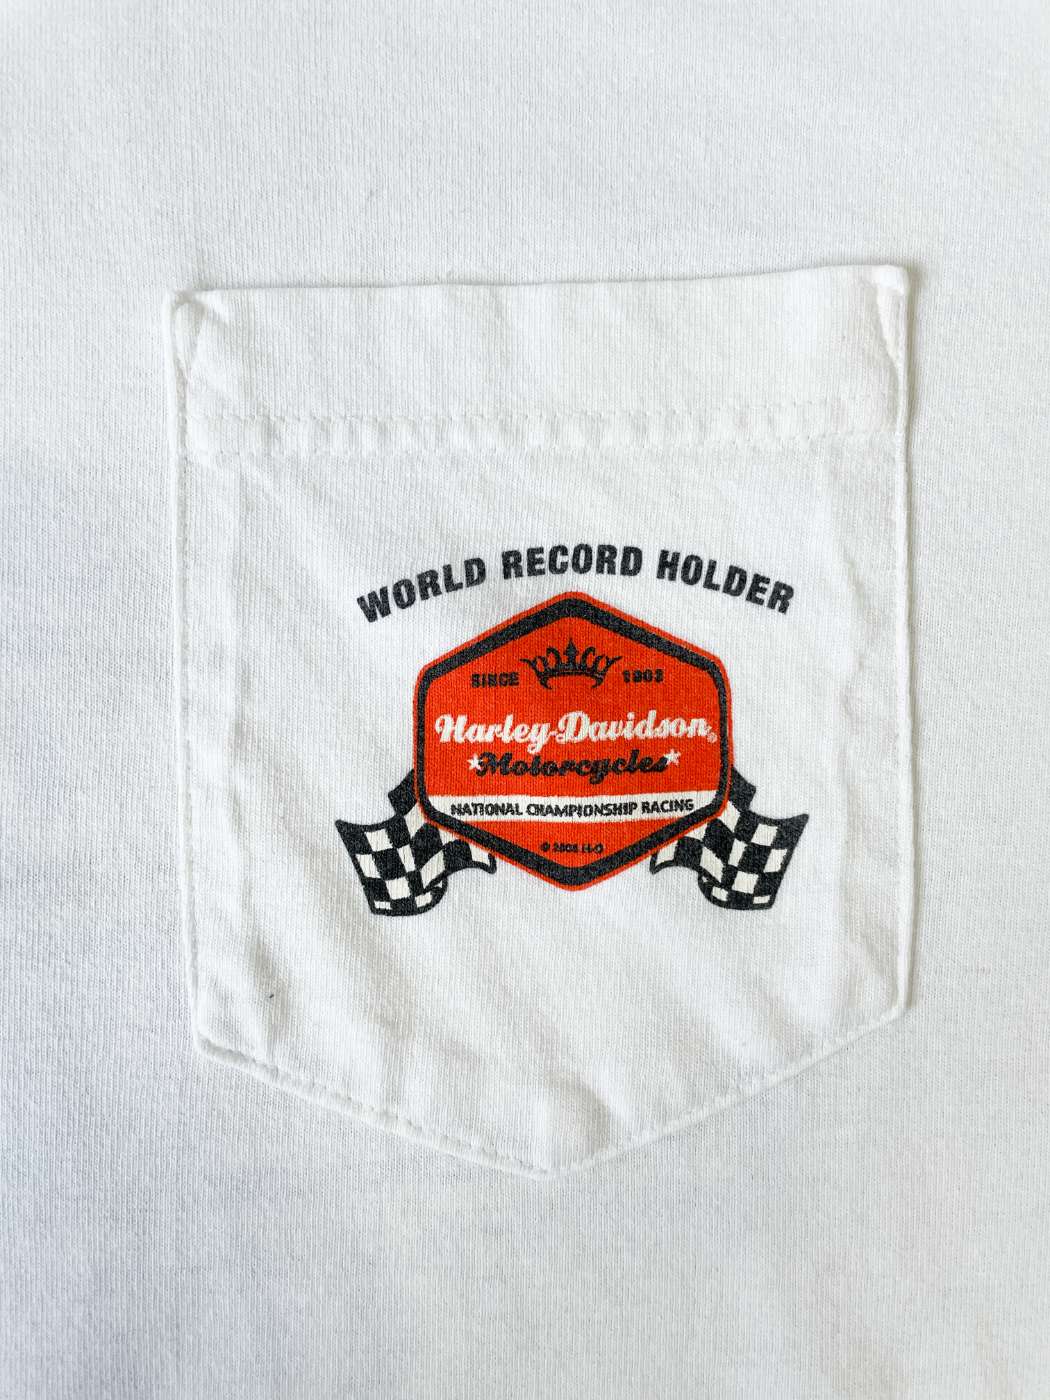 WORLD RECORD HOLDER
SINCE 1903
Harley-Davidson®
Motorcycles
NATIONAL CHAMPIONSHIP RACING
© H-D